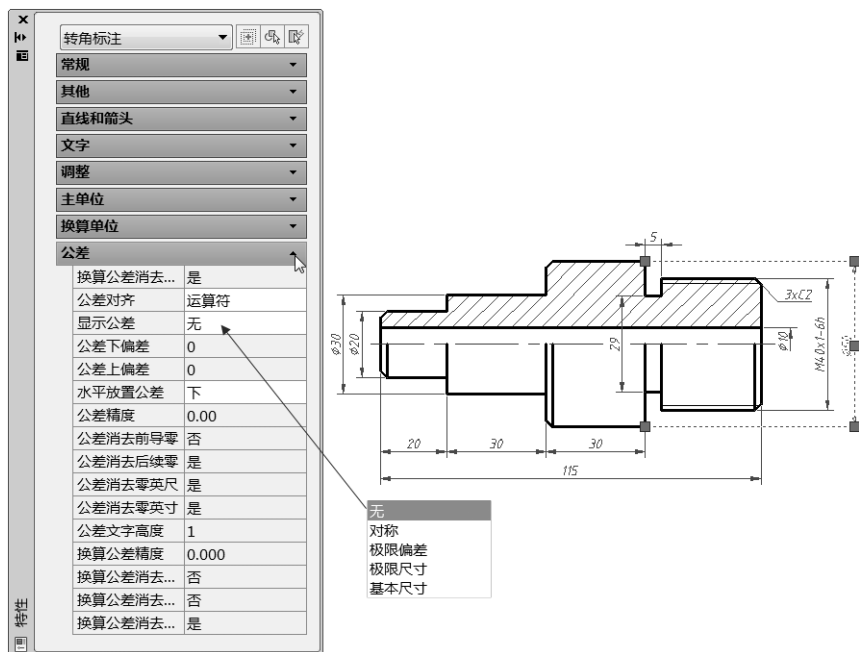 转角标注
常规
其他
直线和箭头
文字
调整
主单位
换算单位
公差
换算公差消去... 是
公差对齐 运算符
显示公差 无
公差下偏差 0
公差上偏差 0
水平放置公差 下
公差精度 0.00
公差消去前导零 否
公差消去后续零 是
公差消去零英尺 是
公差消去零英寸 是
公差文字高度 1
换算公差精度 0.000
换算公差消去... 否
换算公差消去... 否
换算公差消去... 是
特性
5
3xC2
ϕ30
ϕ20
29
ϕ10
M40x1-6h
20
30
30
115
无
对称
极限偏差
极限尺寸
基本尺寸